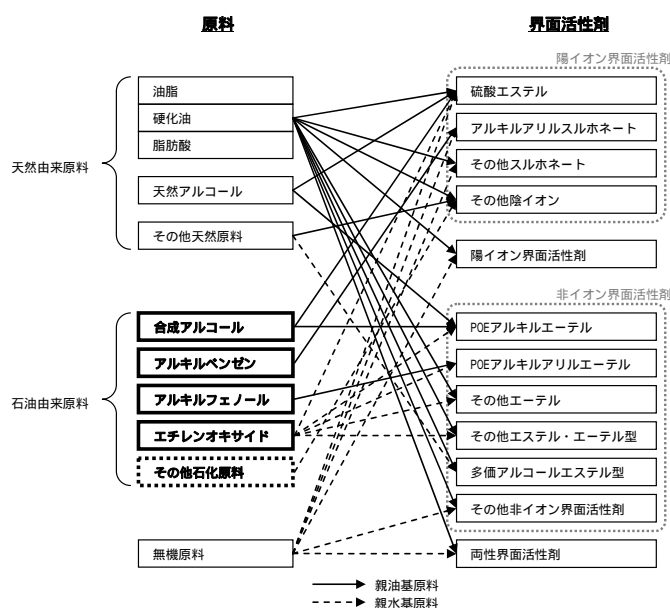 原料
界面活性剤
陽イオン界面活性剤
油脂
硬化油
脂肪酸
天然由来原料
天然アルコール
その他天然原料
硫酸エステル
アルキルアリルスルホネート
その他スルホネート
その他陰イオン
陽イオン界面活性剤
非イオン界面活性剤
合成アルコール
アルキルベンゼン
石油由来原料
アルキルフェノール
エチレンオキサイド
その他石化原料
無機原料
POEアルキルエーテル
POEアルキルアリルエーテル
その他エーテル
その他エステル・エーテル型
多価アルコールエステル型
その他非イオン界面活性剤
両性界面活性剤
親油基原料
親水基原料